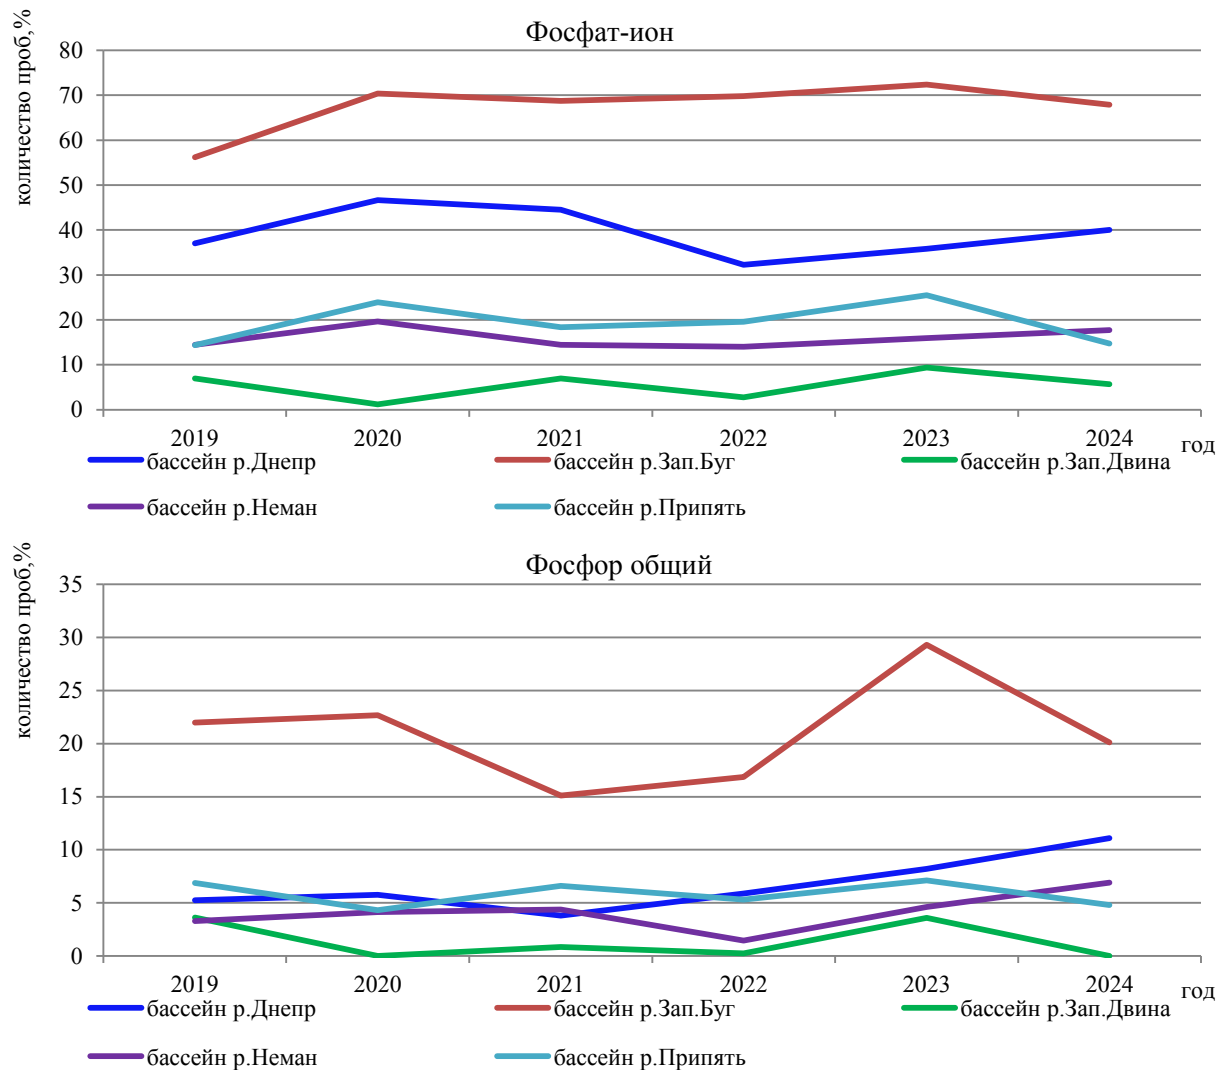 Фосфат-ион
количество проб,%
80
70
60
50
40
30
20
10
0
2019 2020 2021 2022 2023 2024 год
бассейн р.Днепр бассейн р.Зап.Буг бассейн р.Зап.Двина
бассейн р.Неман бассейн р.Припять
Фосфор общий
количество проб,%
35
30
25
20
15
10
5
0
2019 2020 2021 2022 2023 2024 год
бассейн р.Днепр бассейн р.Зап.Буг бассейн р.Зап.Двина
бассейн р.Неман бассейн р.Припять